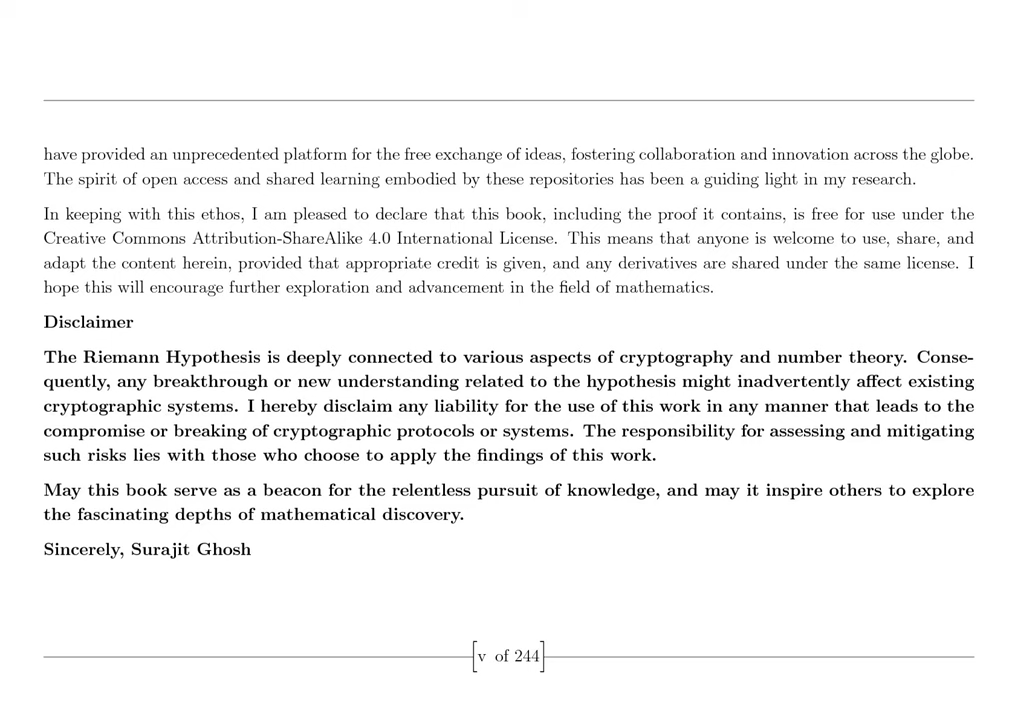 have provided an unprecedented platform for the free exchange of ideas, fostering collaboration and innovation across the globe.
The spirit of open access and shared learning embodied by these repositories has been a guiding light in my research.
In keeping with this ethos, I am pleased to declare that this book, including the proof it contains, is free for use under the
Creative Commons Attribution-ShareAlike 4.0 International License. This means that anyone is welcome to use, share, and
adapt the content herein, provided that appropriate credit is given, and any derivatives are shared under the same license. I
hope this will encourage further exploration and advancement in the field of mathematics.
Disclaimer
The Riemann Hypothesis is deeply connected to various aspects of cryptography and number theory. Conse-
quently, any breakthrough or new understanding related to the hypothesis might inadvertently affect existing
cryptographic systems. I hereby disclaim any liability for the use of this work in any manner that leads to the
compromise or breaking of cryptographic protocols or systems. The responsibility for assessing and mitigating
such risks lies with those who choose to apply the findings of this work.
May this book serve as a beacon for the relentless pursuit of knowledge, and may it inspire others to explore
the fascinating depths of mathematical discovery.
Sincerely, Surajit Ghosh
[v of 244]